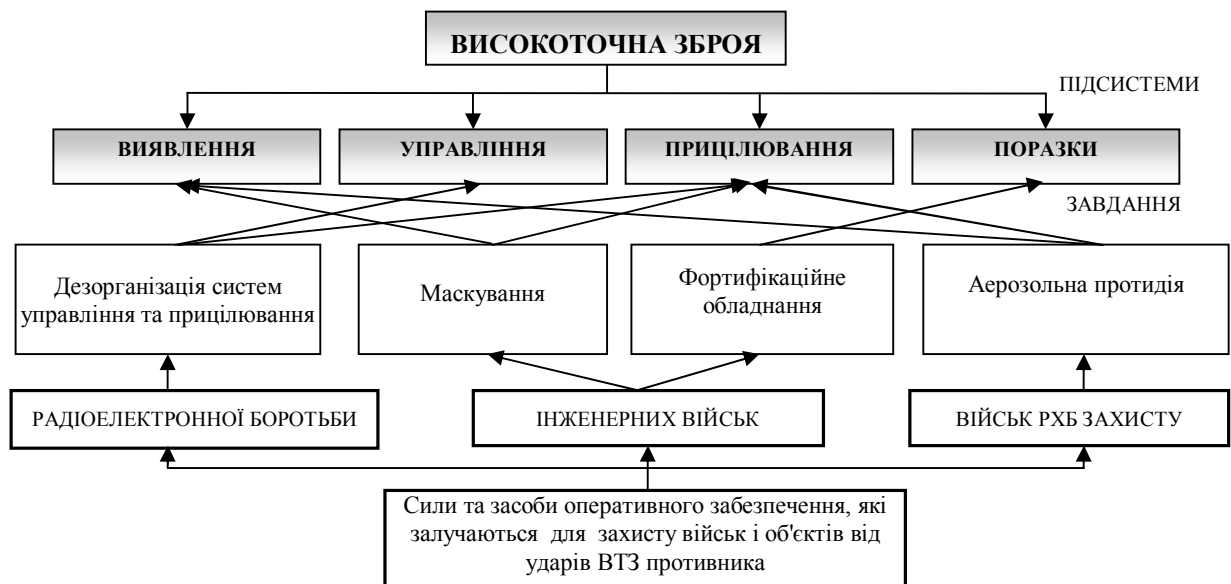 ВИСОКОТОЧНА ЗБРОЯ
ПІДСИСТЕМИ
ВИЯВЛЕННЯ
УПРАВЛІННЯ
ПРИЦІЛЮВАННЯ
ПОРАЗКИ
ЗАВДАННЯ
Дезорганізація систем
управління та прицілювання
Маскування
Фортифікаційне
обладнання
Аерозольна протидія
РАДІОЕЛЕКТРОННОЇ БОРОТЬБИ
ІНЖЕНЕРНИХ ВІЙСЬК
ВІЙСЬК РХБ ЗАХИСТУ
Сили та засоби оперативного забезпечення, які
залучаються для захисту військ і об'єктів від
ударів ВТЗ противника